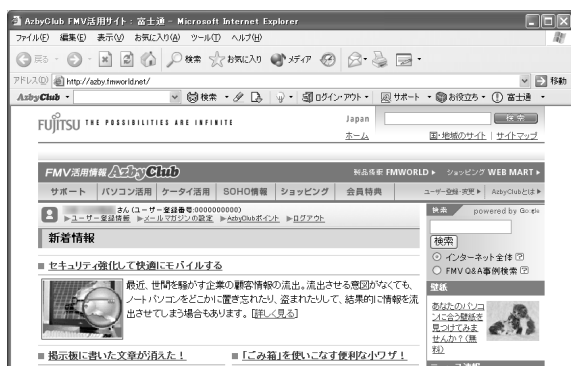 AzbyClub FMV活用サイト : 富士通 - Microsoft Internet Explorer
ファイル(F) 編集(E) 表示(V) お気に入り(A) ツール(T) ヘルプ(H)
戻る 検索 お気に入り メディア
アドレス(D) http://azby.fmworld.net/ 移動
AzbyClub 検索 ログイン・アウト サポート お役立ち 富士通
FUJITSU THE POSSIBILITIES ARE INFINITE Japan 検索
ホーム 国・地域のサイト | サイトマップ
FMV活用情報 AzbyClub 製品情報 FMWORLD ショッピング WEB MART
サポート パソコン活用 ケータイ活用 SOHO情報 ショッピング 会員特典 ユーザー登録・変更 AzbyClubとは
さん (ユーザー登録番号:0000000000)
ユーザー登録情報 メールマガジンの設定 AzbyClubポイント ログアウト
検索 powered by Google
検索
インターネット全体
FMV Q&A事例検索
新着情報
セキュリティ強化して快適にモバイルする
最近、世間を騒がす企業の顧客情報の流出。流出させる意図がなくても、
ノートパソコンをどこかに置き忘れたり、盗まれたりして、結果的に情報を流
出させてしまう場合もあります。 [詳しく見る]
壁紙
あなたのパソコ
ンに合う壁紙を
見つけてみま
せんか?(無
料)
掲示板に書いた文章が消えた!
「ごみ箱」を使いこなす便利な小ワザ!